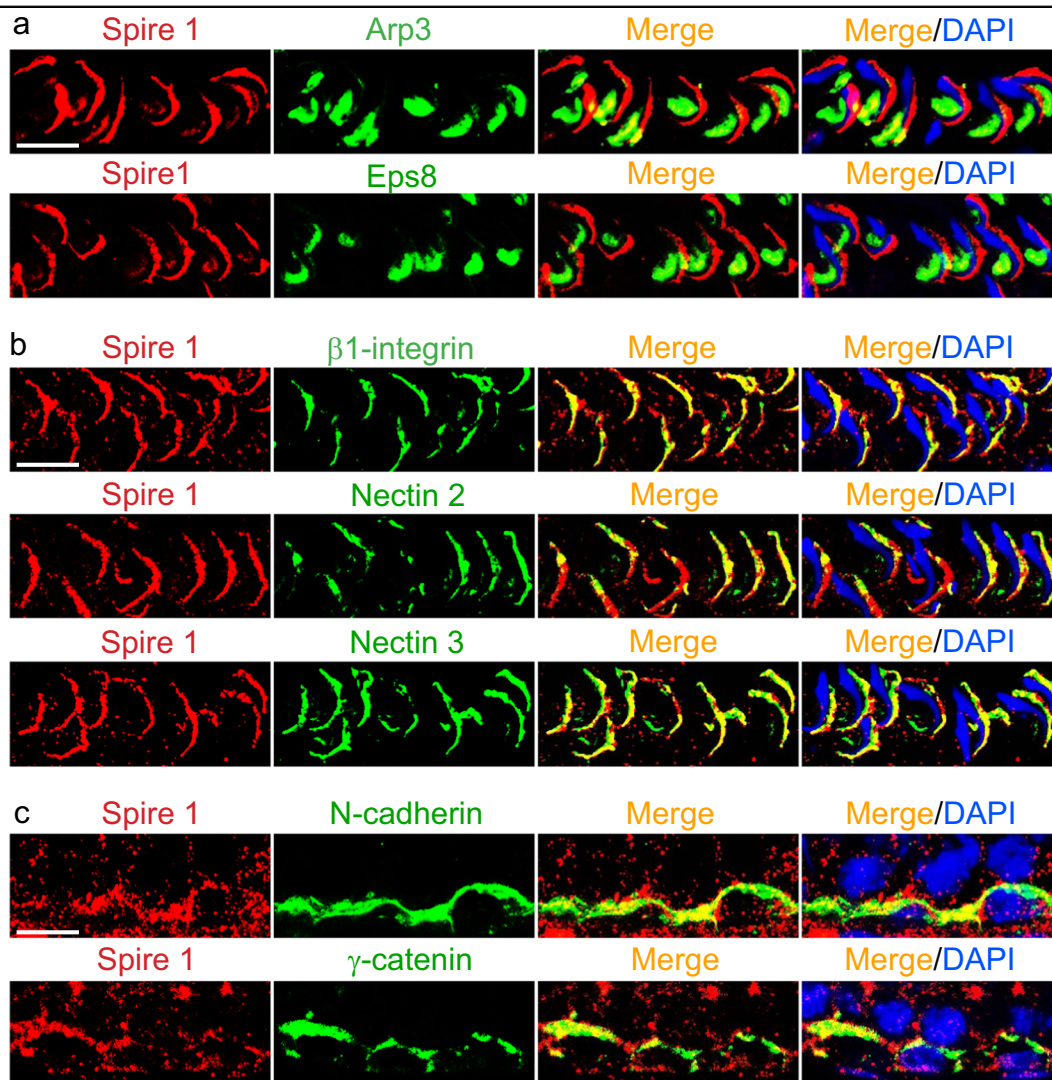 a
Spire 1 Arp3 Merge Merge/DAPI
Spire1 Eps8 Merge Merge/DAPI
b
Spire 1 β1-integrin Merge Merge/DAPI
Spire 1 Nectin 2 Merge Merge/DAPI
Spire 1 Nectin 3 Merge Merge/DAPI
c
Spire 1 N-cadherin Merge Merge/DAPI
Spire 1 γ-catenin Merge Merge/DAPI